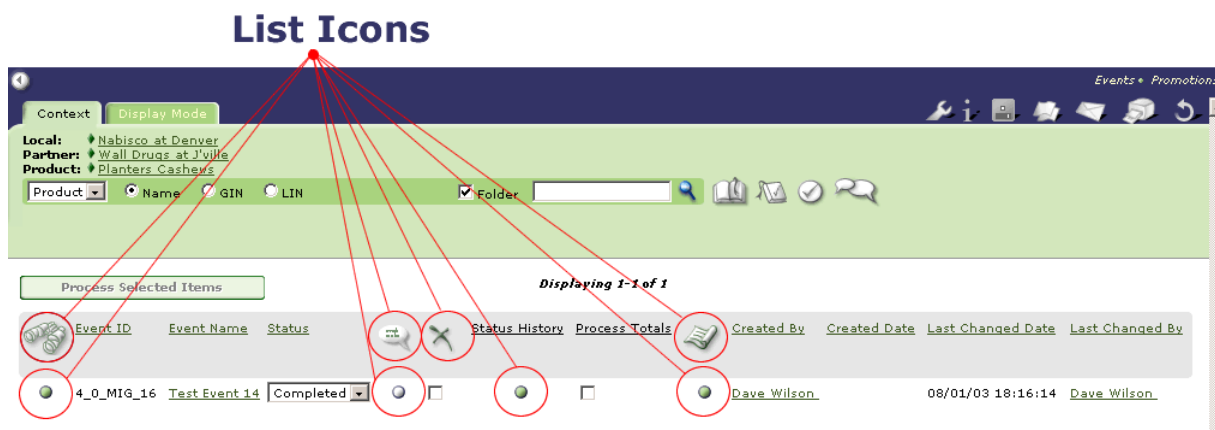 List Icons
Events • Promotions
Context Display Mode
Local: Nabisco at Denver
Partner: Wall Drugs at J'ville
Product: Planters Cashews
Product Name GIN LIN Folder
Process Selected Items Displaying 1-1 of 1
Event ID Event Name Status Status History Process Totals Created By Created Date Last Changed Date Last Changed By
4_0_MIG_16 Test Event 14 Completed Dave Wilson 08/01/03 18:16:14 Dave Wilson